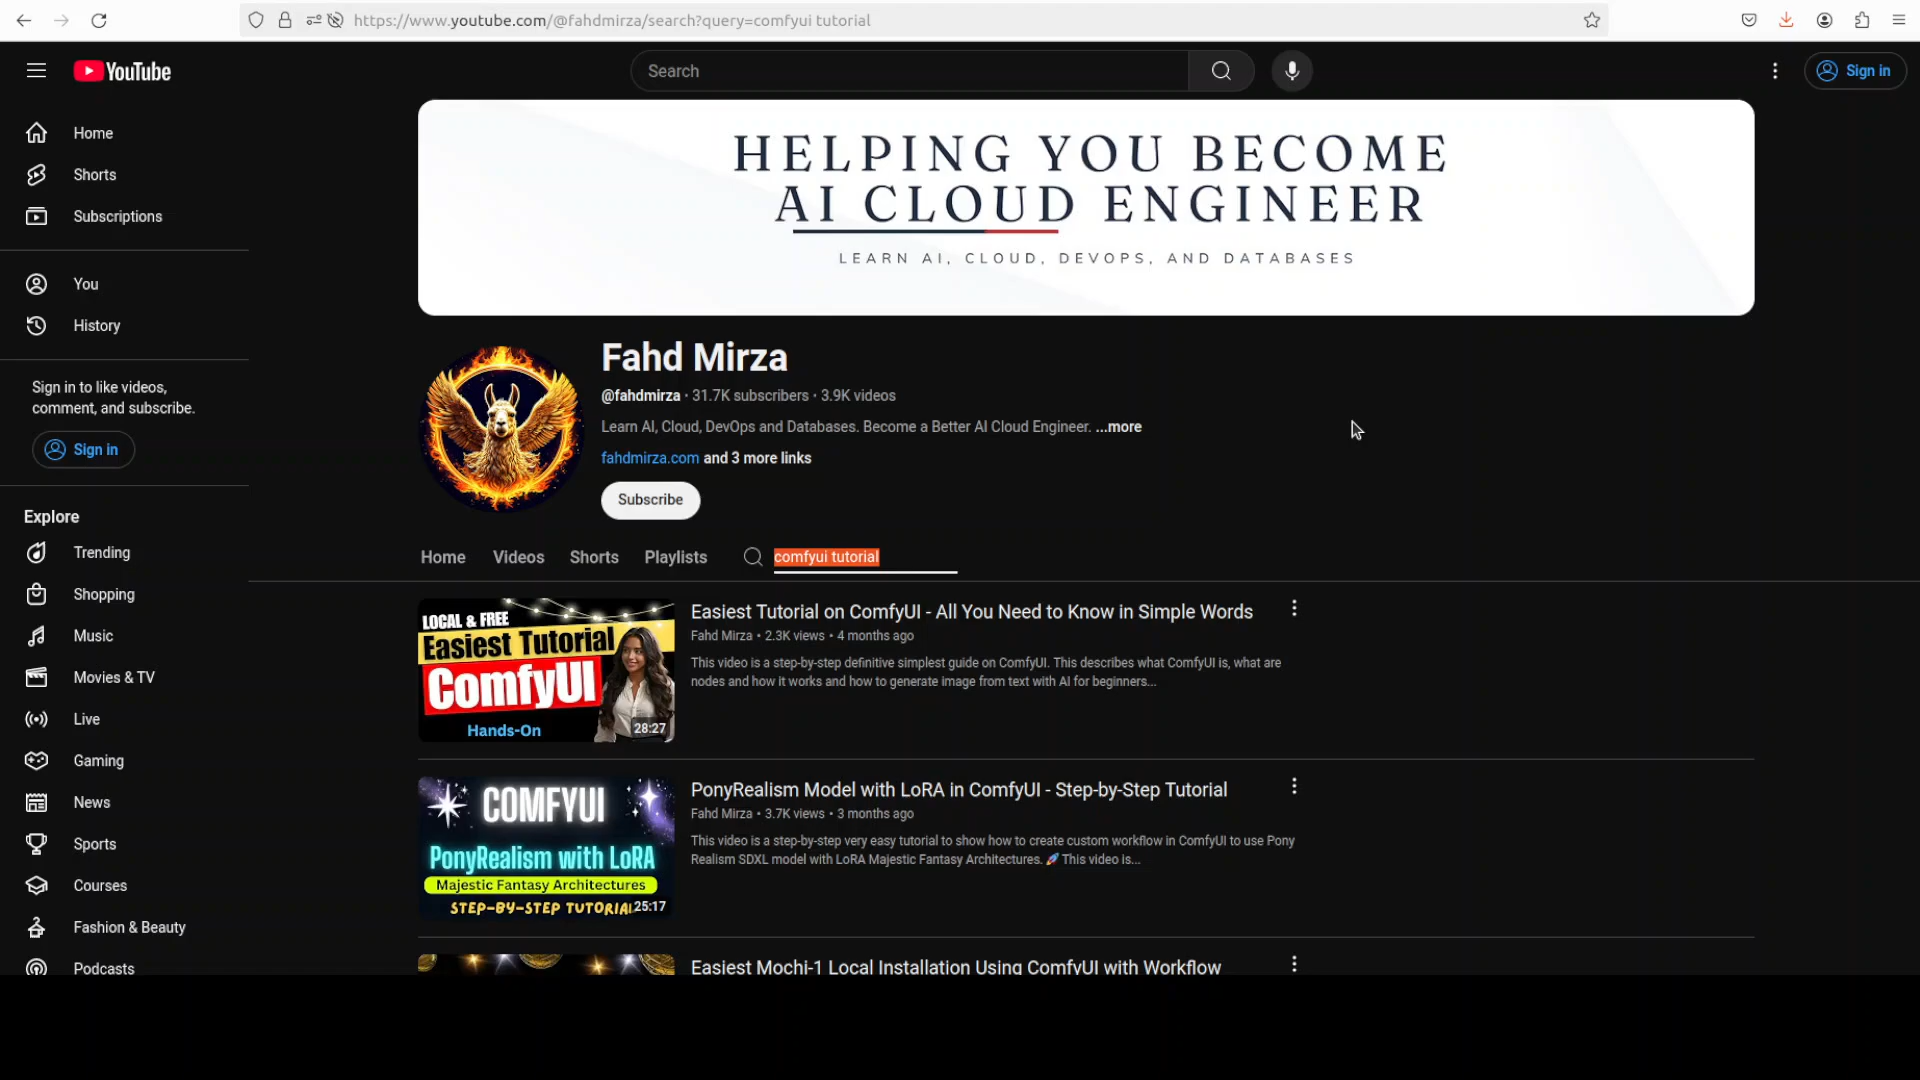 https://www.youtube.com/@fahdmirza/search?query=comfyui tutorial
YouTube
Search
Sign in
Home
Shorts
Subscriptions
You
History
Sign in to like videos,
comment, and subscribe.
Sign in
Explore
Trending
Shopping
Music
Movies & TV
Live
Gaming
News
Sports
Courses
Fashion & Beauty
Podcasts
HELPING YOU BECOME
AI CLOUD ENGINEER
LEARN AI, CLOUD, DEVOPS, AND DATABASES
Fahd Mirza
@fahdmirza • 31.7K subscribers • 3.9K videos
Learn AI, Cloud, DevOps and Databases. Become a Better AI Cloud Engineer. ...more
fahdmirza.com and 3 more links
Subscribe
Home Videos Shorts Playlists comfyui tutorial
LOCAL & FREE
Easiest Tutorial
ComfyUI
Hands-On
28:27
Easiest Tutorial on ComfyUI - All You Need to Know in Simple Words
Fahd Mirza • 2.3K views • 4 months ago
This video is a step-by-step definitive simplest guide on ComfyUI. This describes what ComfyUI is, what are
nodes and how it works and how to generate image from text with AI for beginners...
COMFYUI
PonyRealism with LoRA
Majestic Fantasy Architectures
STEP-BY-STEP TUTORIAL
25:17
PonyRealism Model with LoRA in ComfyUI - Step-by-Step Tutorial
Fahd Mirza • 3.7K views • 3 months ago
This video is a step-by-step very easy tutorial to show how to create custom workflow in ComfyUI to use Pony
Realism SDXL model with LoRA Majestic Fantasy Architectures. 🚀 This video is...
Easiest Mochi-1 Local Installation Using ComfyUI with Workflow